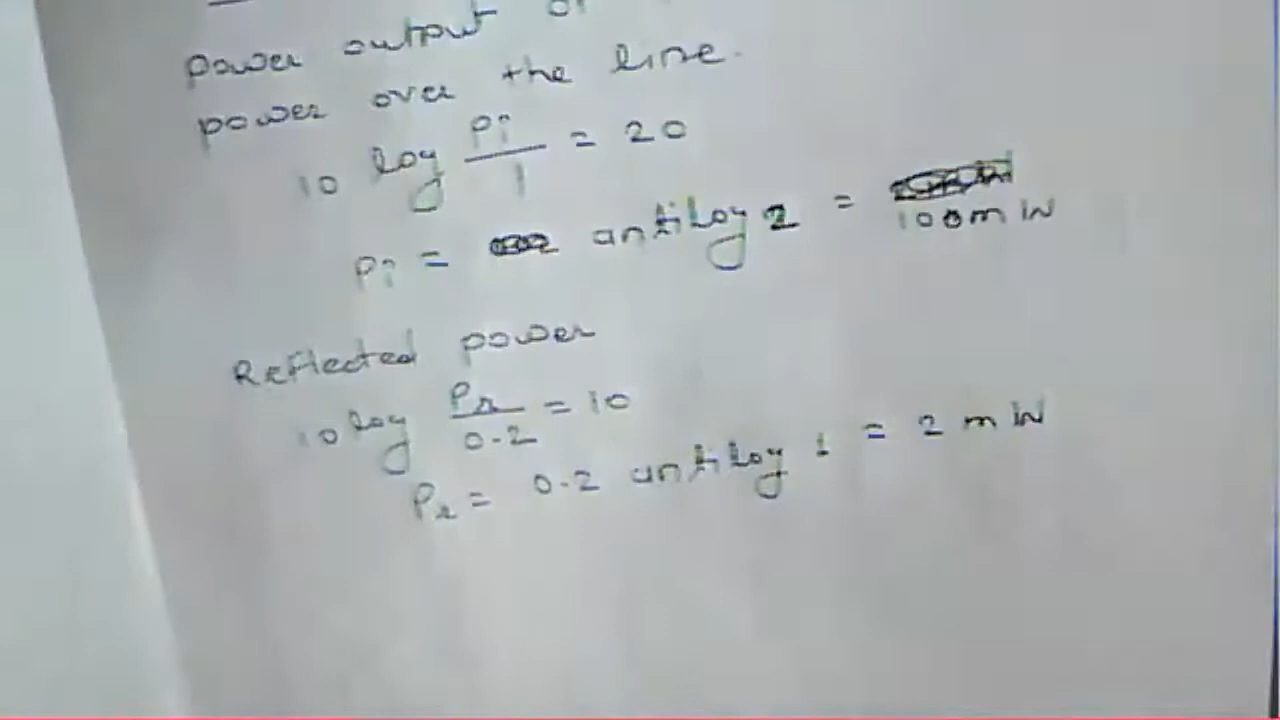 power output
power over the line.
10 log Pi/1 = 20
Pi = antilog 2 = 100 mW
Reflected power
10 log Pr/0.2 = 10
Pr = 0.2 antilog 1 = 2 mW